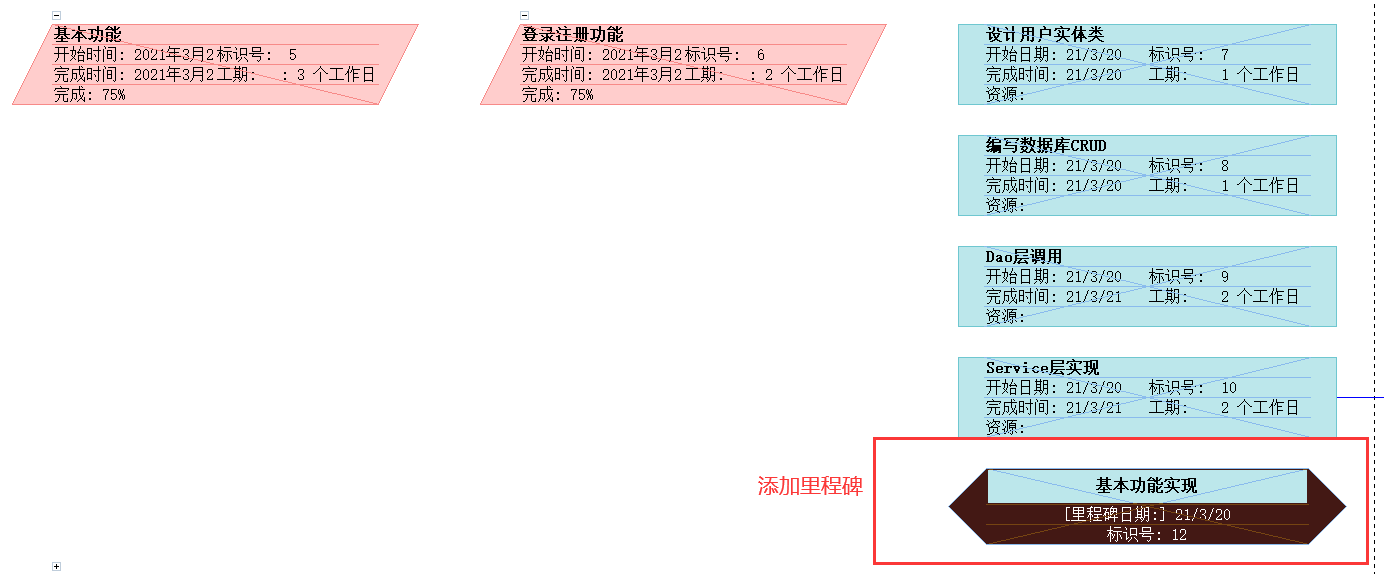 基本功能
开始时间: 2021年3月2 标识号: 5
完成时间: 2021年3月2 工期: : 3 个工作日
完成: 75%
登录注册功能
开始时间: 2021年3月2 标识号: 6
完成时间: 2021年3月2 工期: : 2 个工作日
完成: 75%
设计用户实体类
开始日期: 21/3/20 标识号: 7
完成时间: 21/3/20 工期: 1 个工作日
资源:
编写数据库CRUD
开始日期: 21/3/20 标识号: 8
完成时间: 21/3/20 工期: 1 个工作日
资源:
Dao层调用
开始日期: 21/3/20 标识号: 9
完成时间: 21/3/21 工期: 2 个工作日
资源:
Service层实现
开始日期: 21/3/20 标识号: 10
完成时间: 21/3/21 工期: 2 个工作日
资源:
添加里程碑
基本功能实现
[里程碑日期:] 21/3/20
标识号: 12